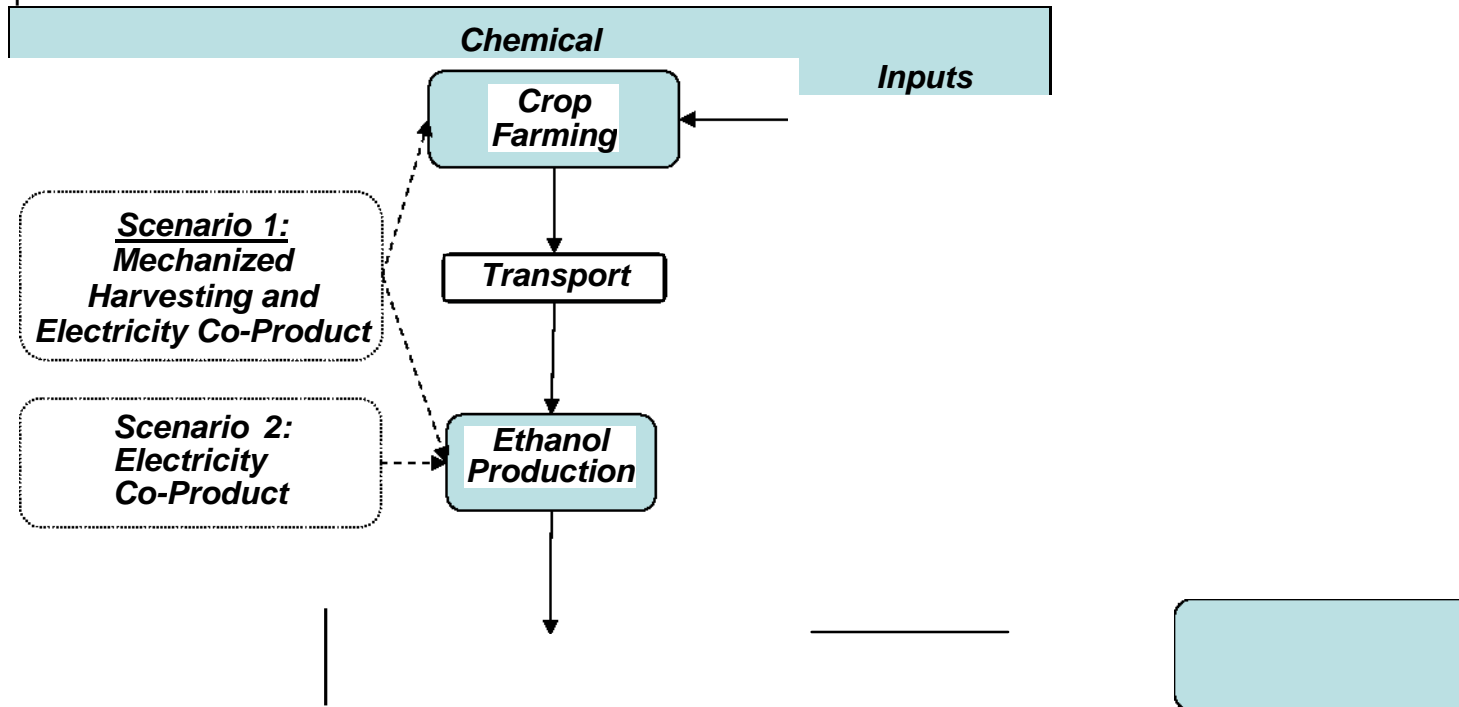 Chemical
Inputs
Crop
Farming
Scenario 1:
Mechanized
Harvesting and
Electricity Co-Product
Transport
Scenario 2:
Electricity
Co-Product
Ethanol
Production